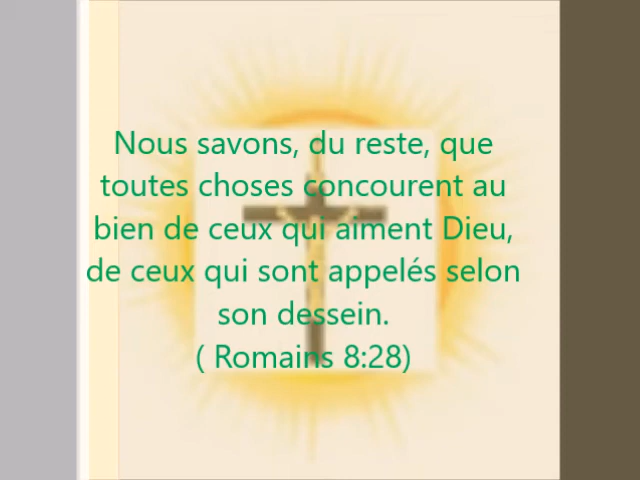 Nous savons, du reste, que
toutes choses concourent au
bien de ceux qui aiment Dieu,
de ceux qui sont appelés selon
son dessein.
( Romains 8:28)